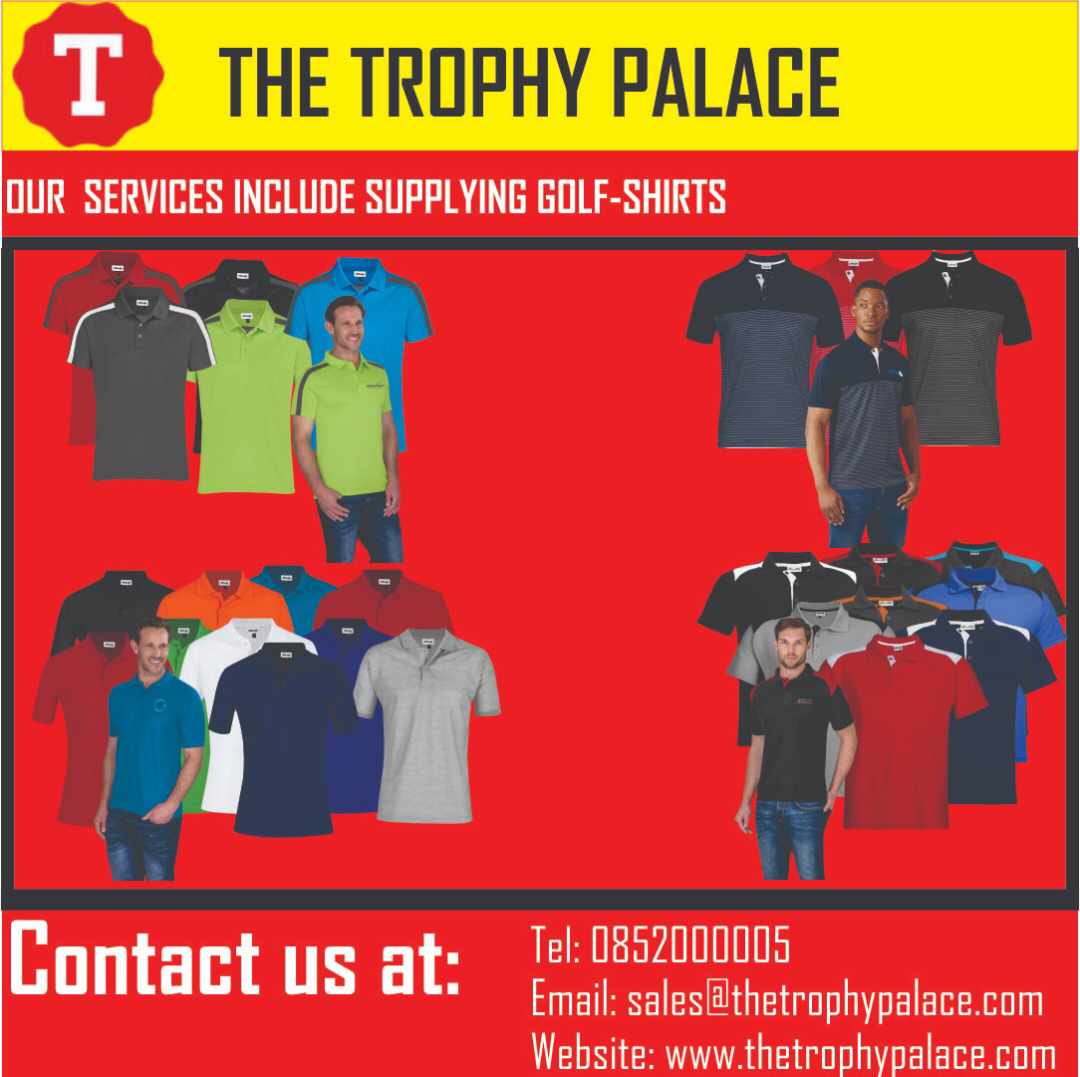 T
THE TROPHY PALACE
OUR SERVICES INCLUDE SUPPLYING GOLF-SHIRTS
Contact us at:
Tel: 0852000005
Email: sales@thetrophypalace.com
Website: www.thetrophypalace.com